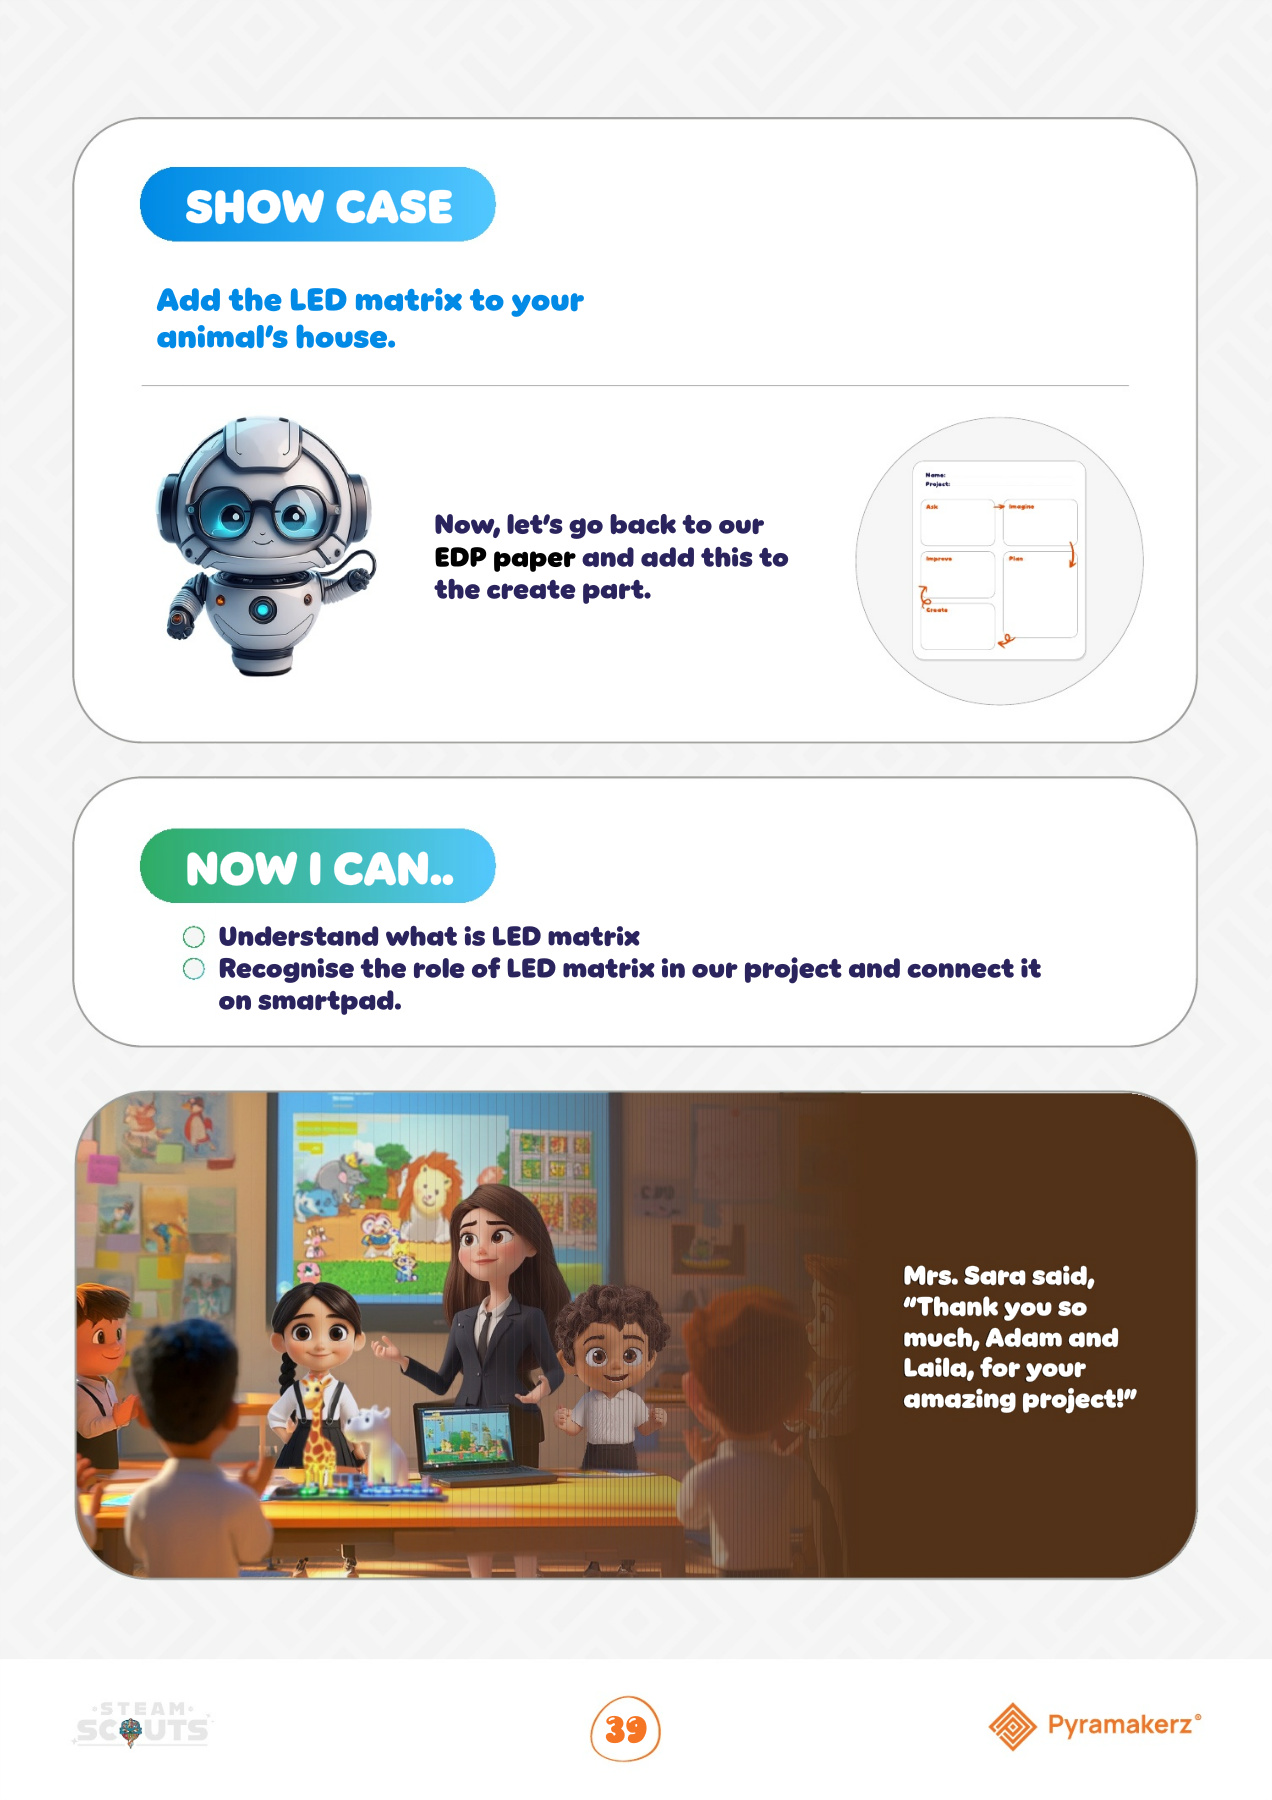 SHOW CASE
Add the LED matrix to your
animal's house.
Now, let's go back to our
EDP paper and add this to
the create part.
Name:
Project:
Ask
Imagine
Improve
Plan
Create
NOW I CAN..
Understand what is LED matrix
Recognise the role of LED matrix in our project and connect it
on smartpad.
Mrs. Sara said,
“Thank you so
much, Adam and
Laila, for your
amazing project!”
STEAM
SCOUTS
39
Pyramakerz®